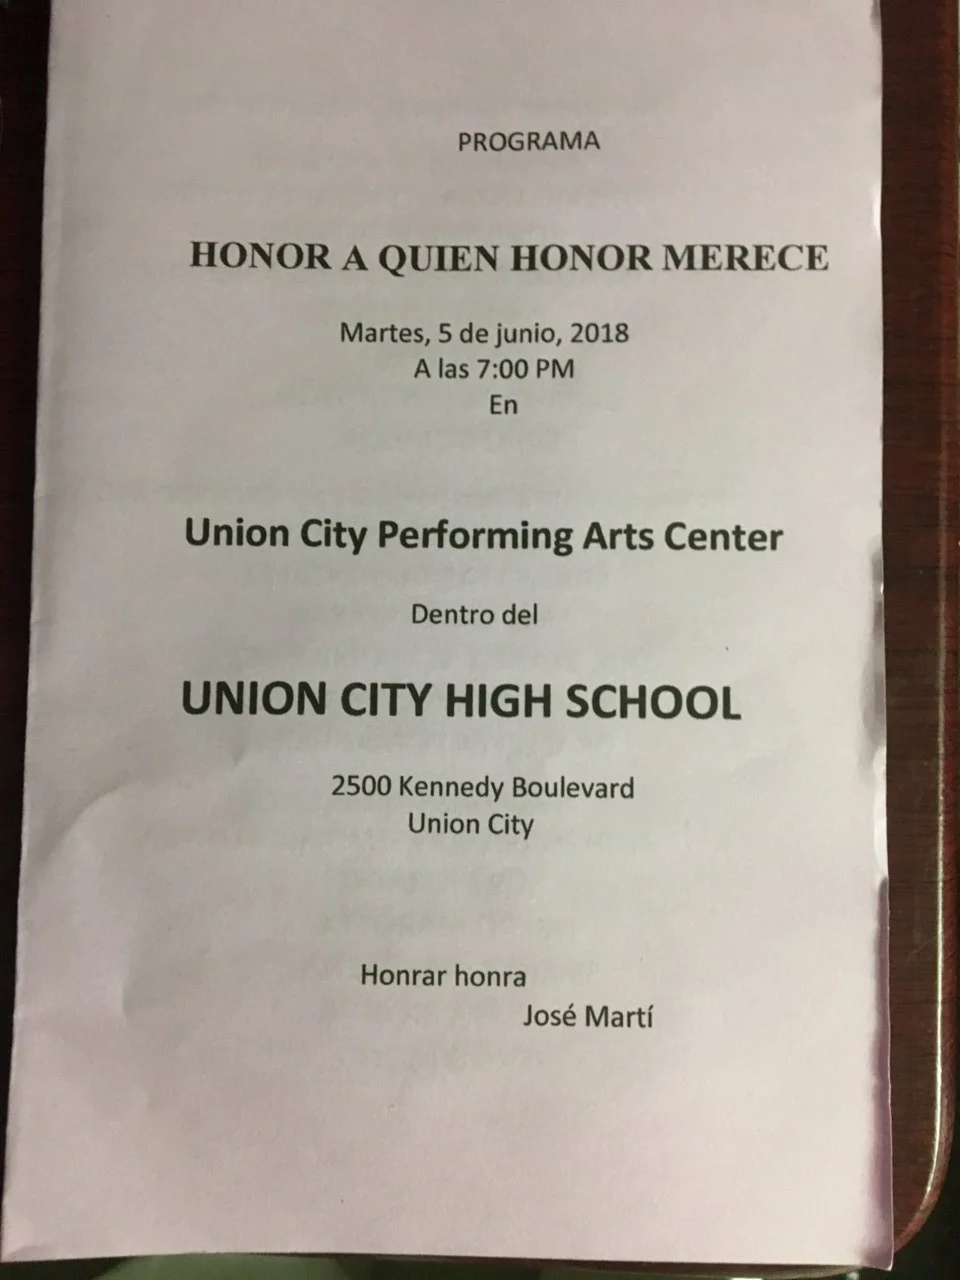 PROGRAMA
HONOR A QUIEN HONOR MERECE
Martes, 5 de junio, 2018
A las 7:00 PM
En
Union City Performing Arts Center
Dentro del
UNION CITY HIGH SCHOOL
2500 Kennedy Boulevard
Union City
Honrar honra
José Martí